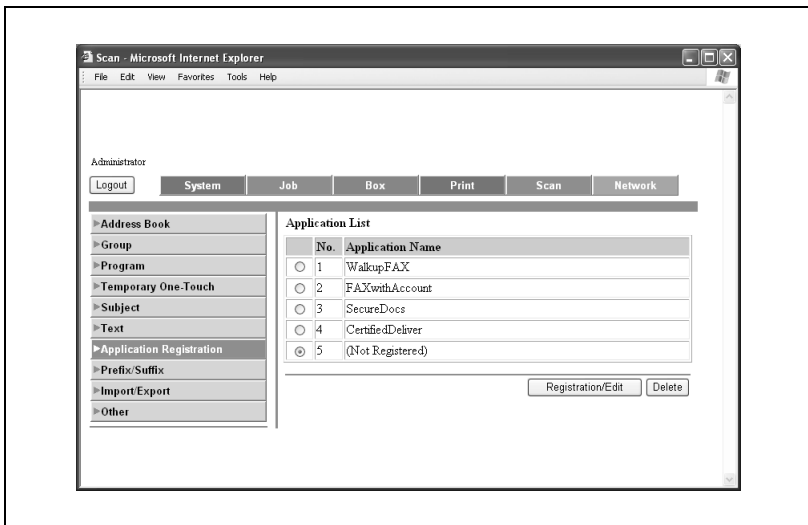 Scan - Microsoft Internet Explorer
File Edit View Favorites Tools Help
Administrator
Logout System Job Box Print Scan Network
Address Book
Group
Program
Temporary One-Touch
Subject
Text
Application Registration
Prefix/Suffix
Import/Export
Other
Application List
No. Application Name
1 WalkupFAX
2 FAXwithAccount
3 SecureDocs
4 CertifiedDeliver
5 (Not Registered)
Registration/Edit Delete